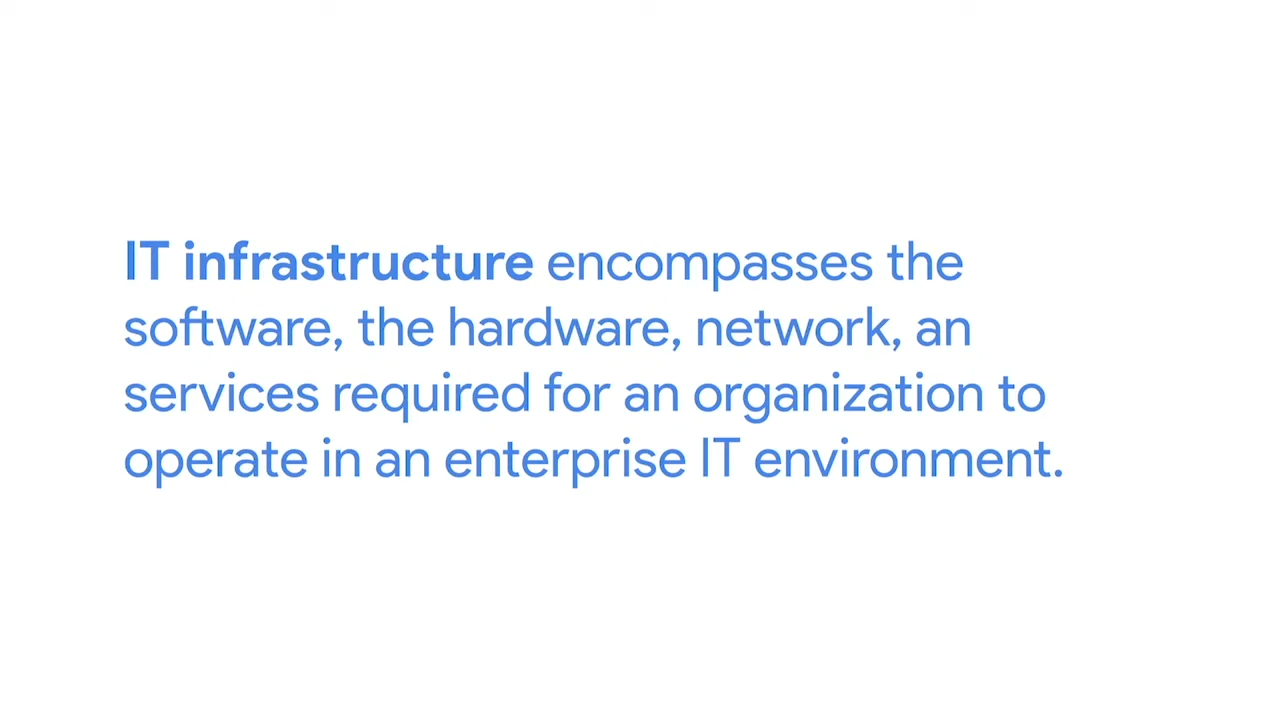 IT infrastructure encompasses the
software, the hardware, network, an
services required for an organization to
operate in an enterprise IT environment.